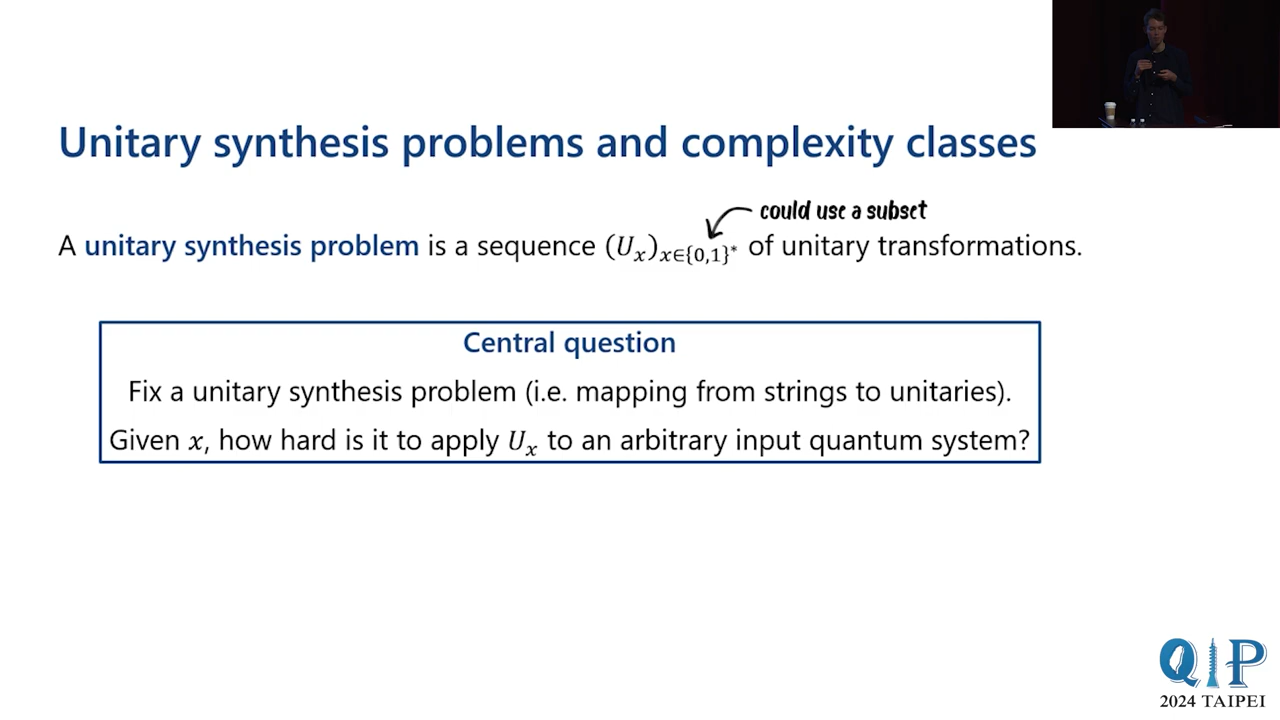 Unitary synthesis problems and complexity classes
could use a subset
A unitary synthesis problem is a sequence $(U_x)_{x\in\{0,1\}^*}$ of unitary transformations.
Central question
Fix a unitary synthesis problem (i.e. mapping from strings to unitaries).
Given $x$, how hard is it to apply $U_x$ to an arbitrary input quantum system?
QIP
2024 TAIPEI